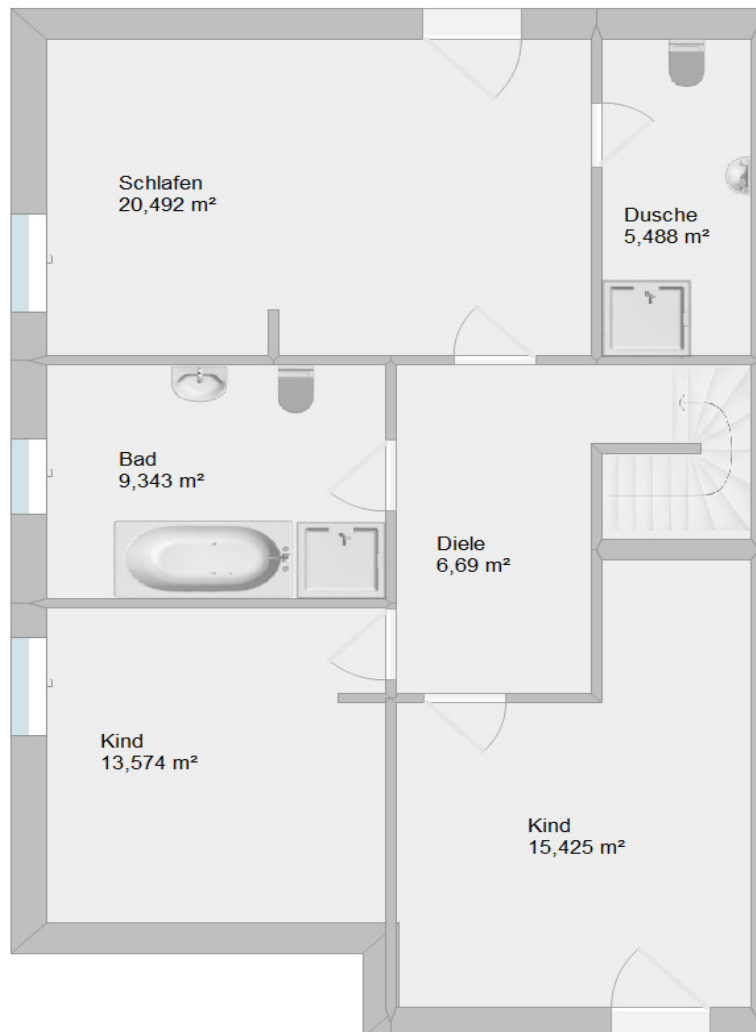 Schlafen
20,492 m²
Dusche
5,488 m²
Bad
9,343 m²
Diele
6,69 m²
Kind
13,574 m²
Kind
15,425 m²